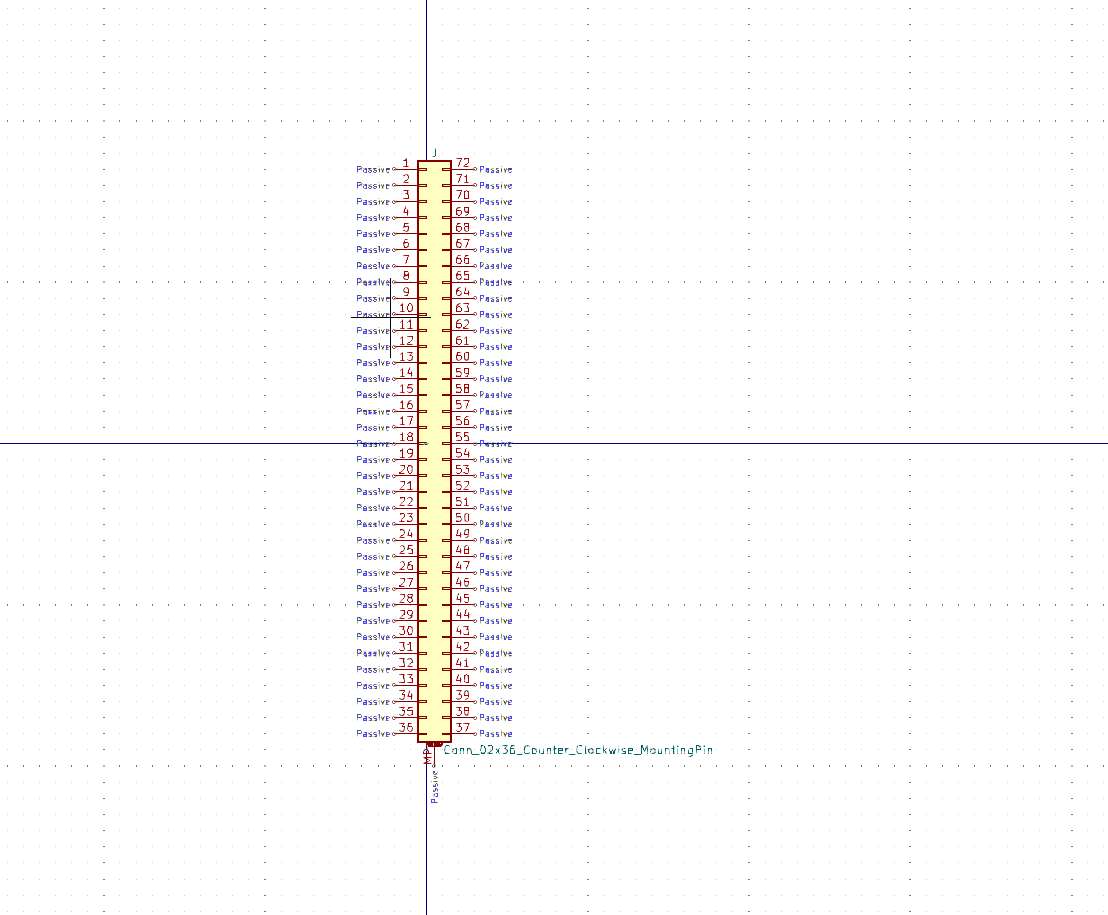 J
Passive 1 72 Passive
Passive 2 71 Passive
Passive 3 70 Passive
Passive 4 69 Passive
Passive 5 68 Passive
Passive 6 67 Passive
Passive 7 66 Passive
Passive 8 65 Passive
Passive 9 64 Passive
Passive 10 63 Passive
Passive 11 62 Passive
Passive 12 61 Passive
Passive 13 60 Passive
Passive 14 59 Passive
Passive 15 58 Passive
Passive 16 57 Passive
Passive 17 56 Passive
Passive 18 55 Passive
Passive 19 54 Passive
Passive 20 53 Passive
Passive 21 52 Passive
Passive 22 51 Passive
Passive 23 50 Passive
Passive 24 49 Passive
Passive 25 48 Passive
Passive 26 47 Passive
Passive 27 46 Passive
Passive 28 45 Passive
Passive 29 44 Passive
Passive 30 43 Passive
Passive 31 42 Passive
Passive 32 41 Passive
Passive 33 40 Passive
Passive 34 39 Passive
Passive 35 38 Passive
Passive 36 37 Passive
MP Conn_02x36_Counter_Clockwise_MountingPin
Passive